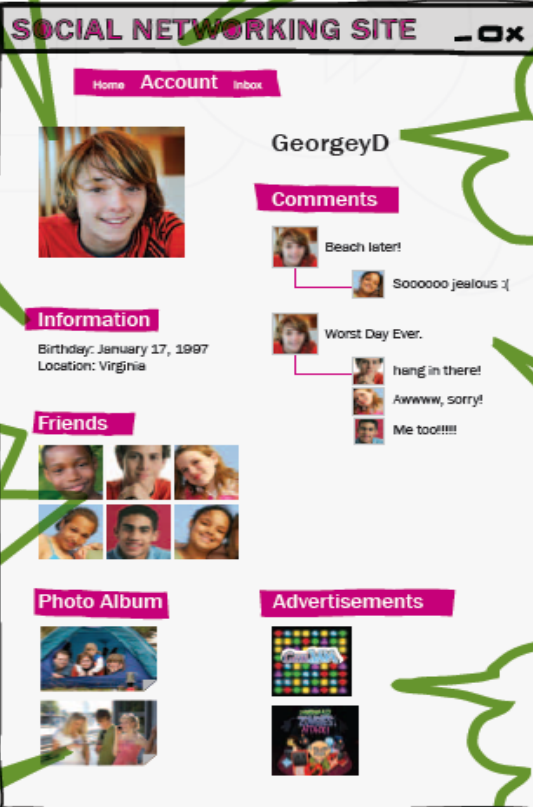 SOCIAL NETWORKING SITE
Home Account Inbox
GeorgeyD
Comments
Beach later!
Soooooo jealous :(
Information
Birthday: January 17, 1997
Location: Virginia
Worst Day Ever.
hang in there!
Awwww, sorry!
Me too!!!!!!
Friends
Photo Album
Advertisements
ATTACK!